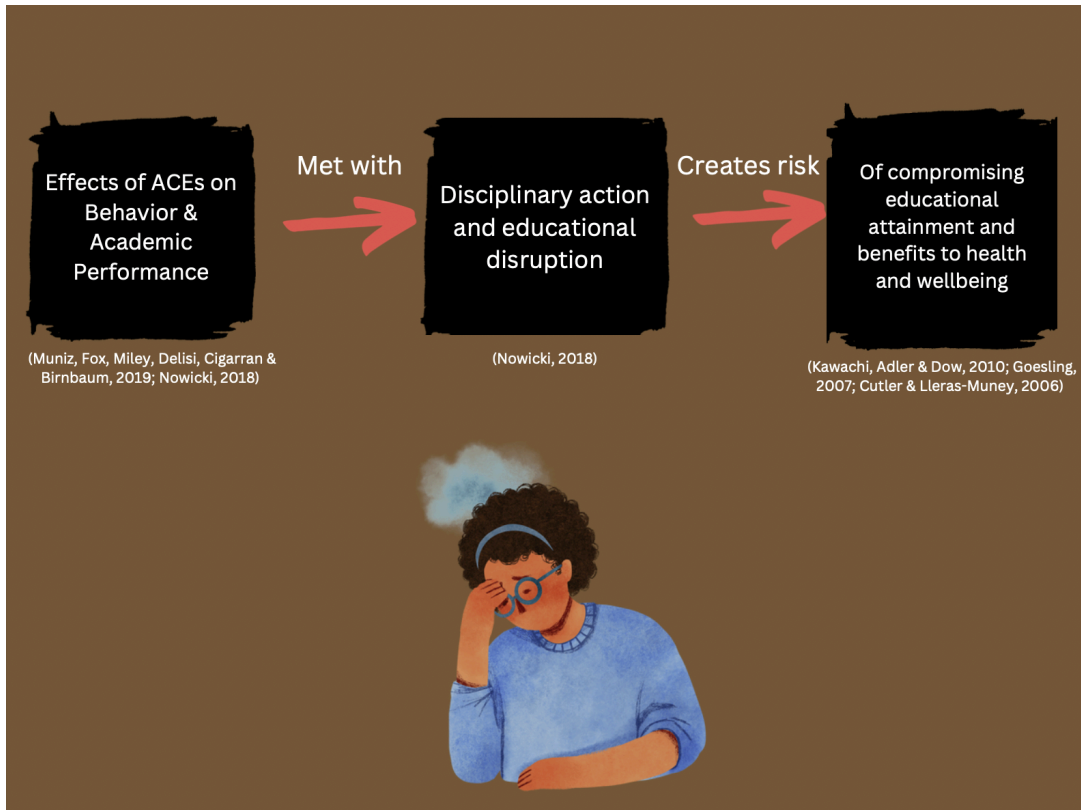 Effects of ACEs on
Behavior &
Academic
Performance
(Muniz, Fox, Miley, Delisi, Cigarran &
Birnbaum, 2019; Nowicki, 2018)
Met with
Disciplinary action
and educational
disruption
(Nowicki, 2018)
Creates risk
Of compromising
educational
attainment and
benefits to health
and wellbeing
(Kawachi, Adler & Dow, 2010; Goesling,
2007; Cutler & Lleras-Muney, 2006)